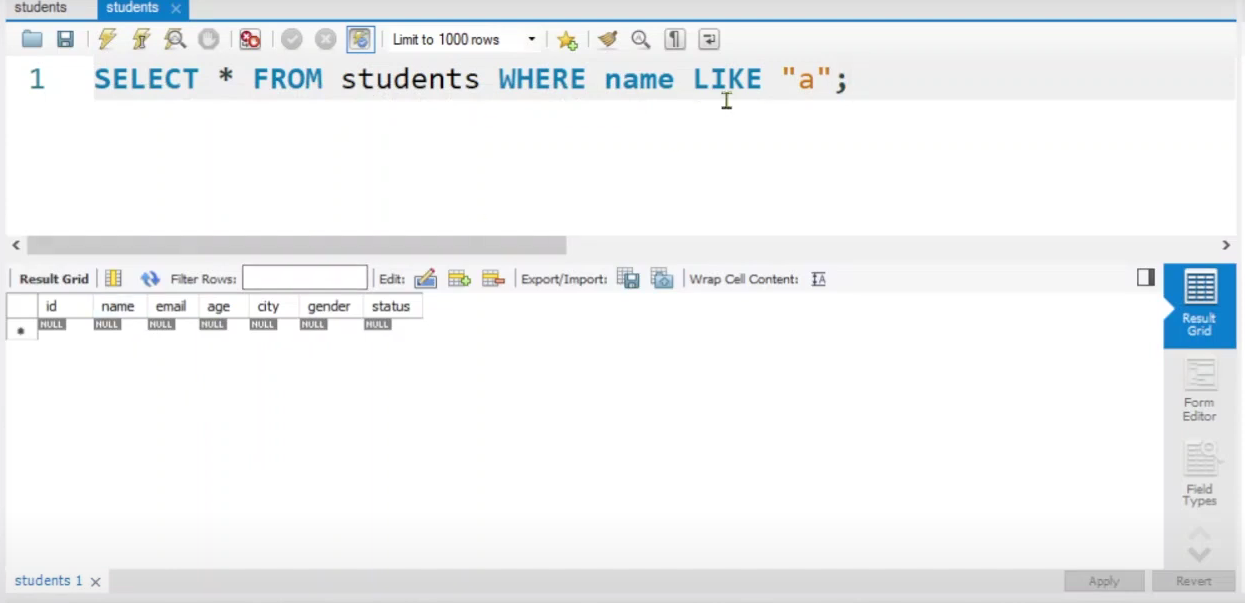 students students
Limit to 1000 rows
1 SELECT * FROM students WHERE name LIKE "a";
Result Grid Filter Rows: Edit: Export/Import: Wrap Cell Content:
id name email age city gender status
NULL NULL NULL NULL NULL NULL NULL
Result
Grid
Form
Editor
Field
Types
students 1 Apply Revert